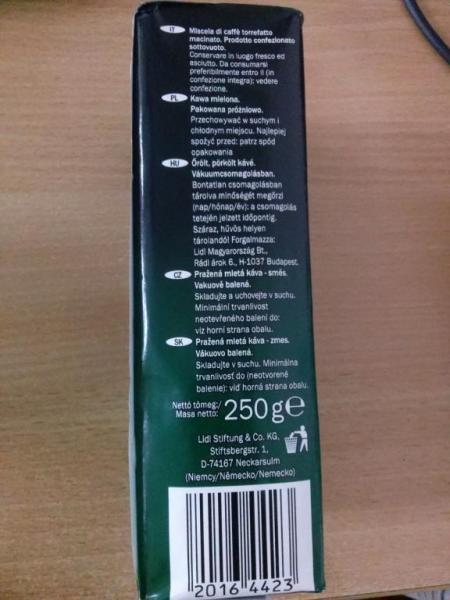 IT Miscela di caffè torrefatto
macinato. Prodotto confezionato
sottovuoto.
Conservare in luogo fresco ed
asciutto. Da consumarsi
preferibilmente entro il (in
confezione integra): vedere
confezione.
PL Kawa mielona.
Pakowana próżniowo.
Przechowywać w suchym i
chłodnym miejscu. Najlepiej
spożyć przed: patrz spód
opakowania
HU Őrölt, pörkölt kávé.
Vákuumcsomagolásban.
Bontatlan csomagolásban
tárolva minőségét megőrzi
(nap/hónap/év): a csomagolás
tetején jelzett időpontig.
Száraz, hűvös helyen
tárolandó! Forgalmazza:
Lidl Magyarország Bt.,
Rádl árok 6., H-1037 Budapest.
CZ Pražená mletá káva - směs.
Vakuově balená.
Skladujte a uchovejte v suchu.
Minimální trvanlivost
neotevřeného balení do:
viz horní strana obalu.
SK Pražená mletá káva - zmes.
Vákuovo balená.
Skladujte v suchu. Minimálna
trvanlivosť do (neotvorené
balenie): viď horná strana obalu.
Nettó tömeg:/
Masa netto: 250 g e
Lidl Stiftung & Co. KG,
Stiftsbergstr. 1,
D-74167 Neckarsulm
(Niemcy/Německo/Nemecko)
2016 4423